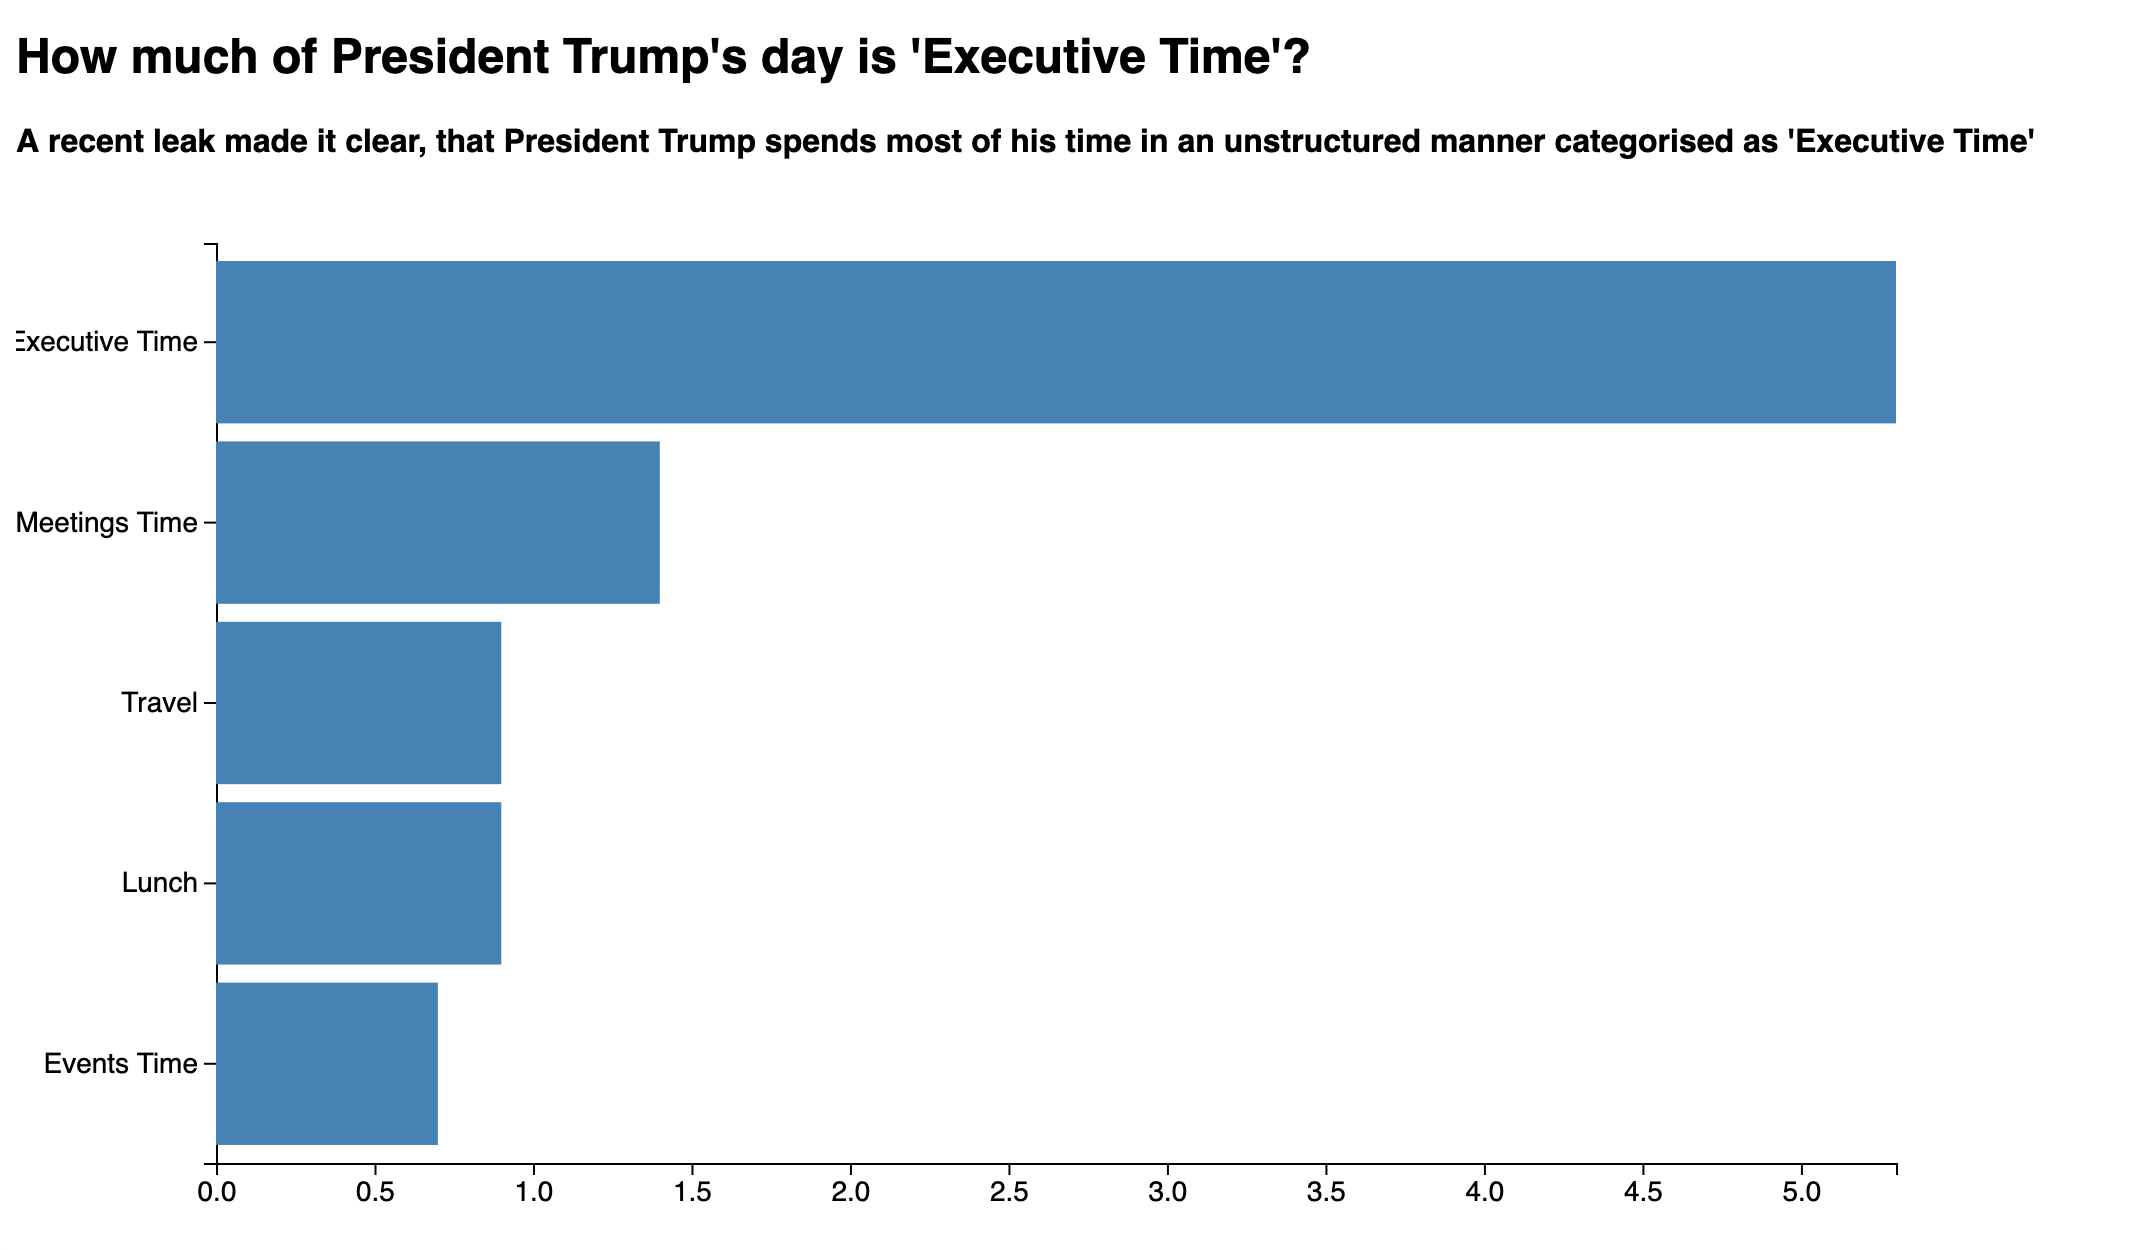 How much of President Trump's day is 'Executive Time'?
A recent leak made it clear, that President Trump spends most of his time in an unstructured manner categorised as 'Executive Time'
Executive Time
Meetings Time
Travel
Lunch
Events Time
0.0 0.5 1.0 1.5 2.0 2.5 3.0 3.5 4.0 4.5 5.0